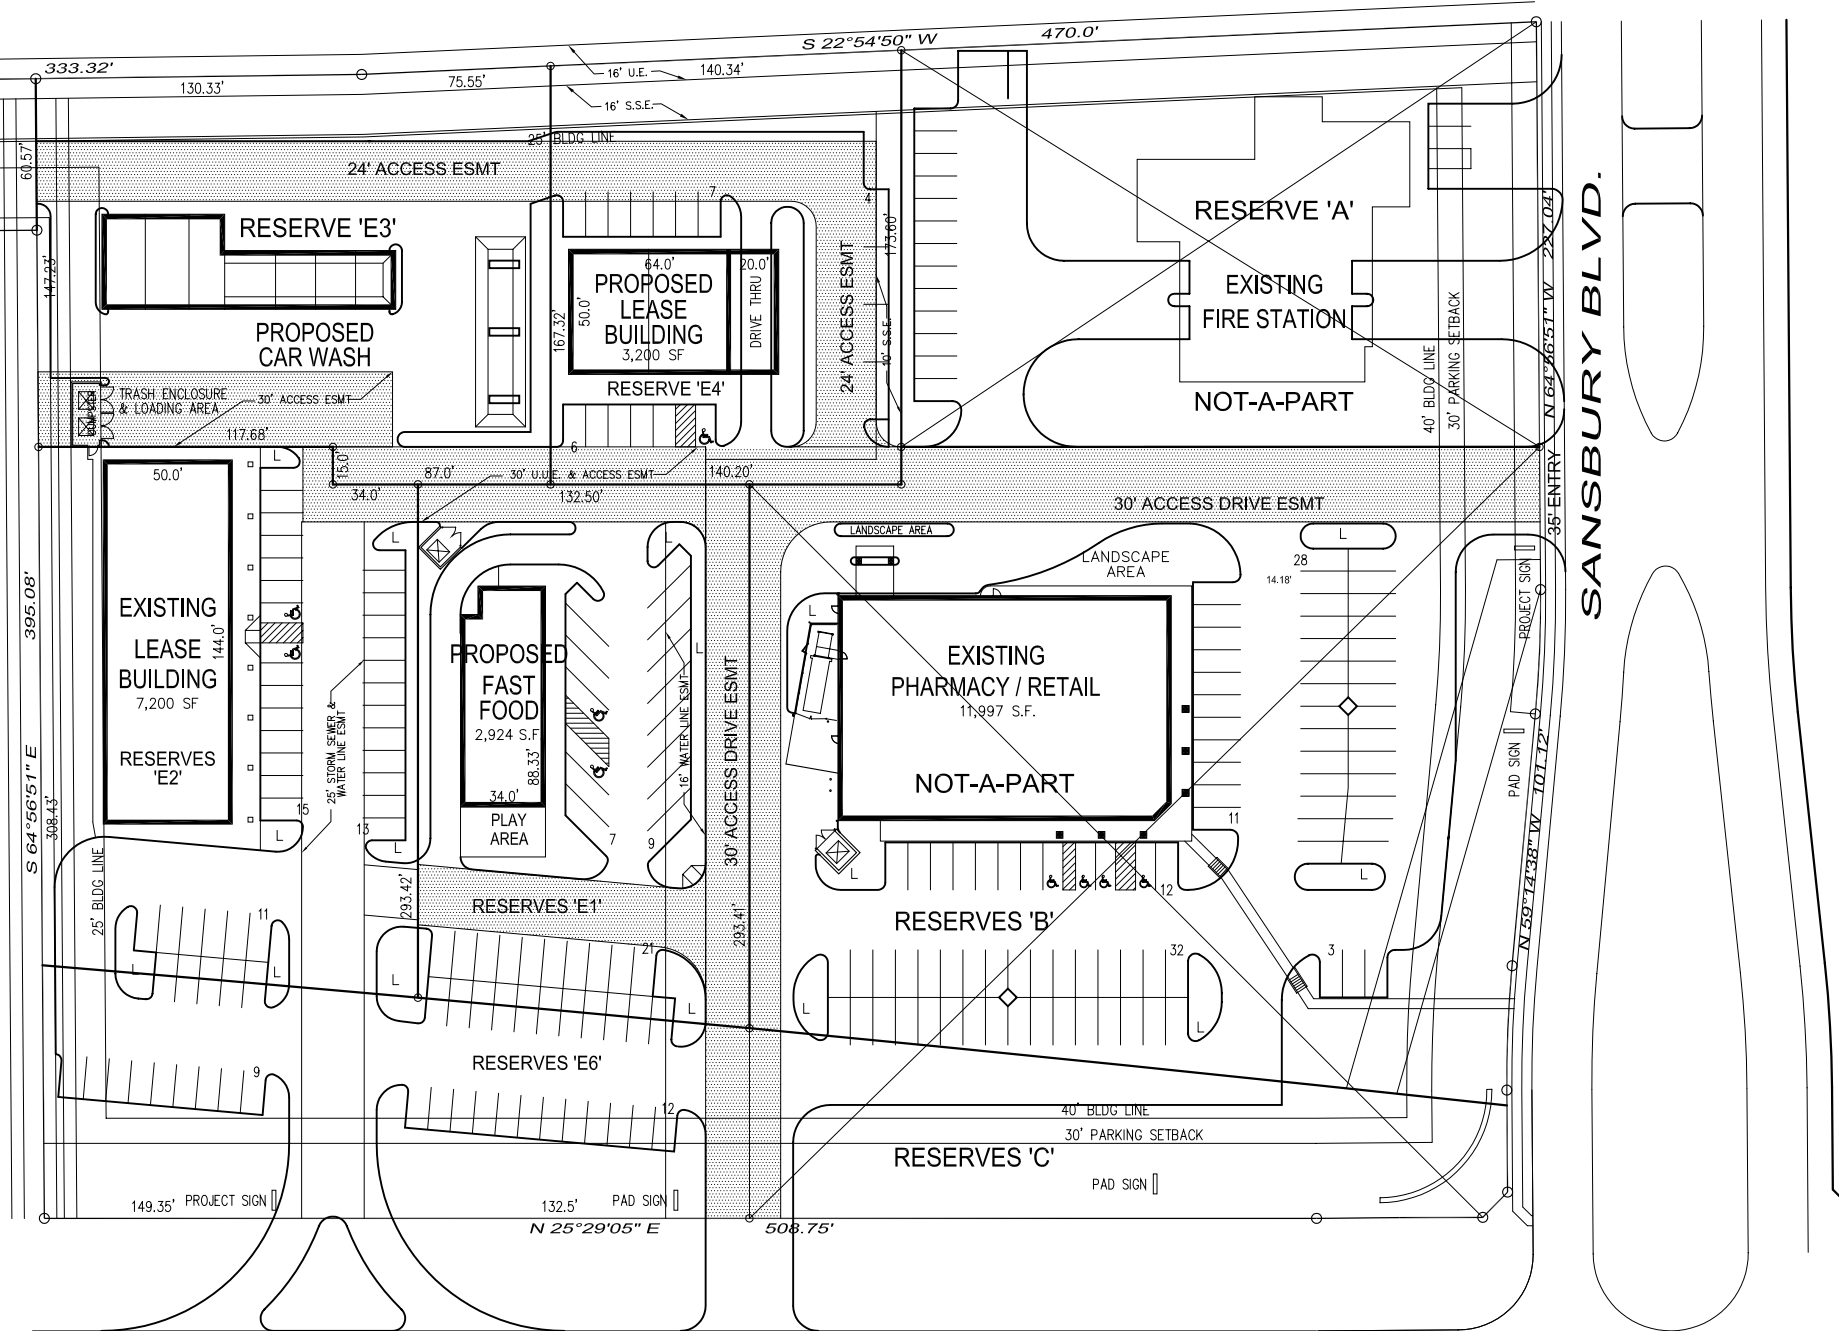 S 22°54'50" W
470.0'
333.32'
130.33'
75.55'
16' U.E.
140.34'
16' S.S.E.
25' BLDG LINE
60.57'
24' ACCESS ESMT
7
4
173.60'
RESERVE 'A'
EXISTING
FIRE STATION
NOT-A-PART
RESERVE 'E3'
147.23'
PROPOSED
CAR WASH
64.0'
20.0'
PROPOSED
LEASE
BUILDING
3,200 SF
50.0'
167.32'
DRIVE THRU
RESERVE 'E4'
24' ACCESS ESMT
10' S.S.E.
40' BLDG LINE
30' PARKING SETBACK
N 64°56'51" W 227.04'
SANSBURY BLVD.
TRASH ENCLOSURE
& LOADING AREA
DUMPSTER
30' ACCESS ESMT
117.68'
6
15.0'
34.0'
87.0'
30' U.U.E. & ACCESS ESMT
140.20'
132.50'
30' ACCESS DRIVE ESMT
35' ENTRY
50.0'
EXISTING
LEASE
BUILDING
7,200 SF
144.0'
RESERVES
'E2'
395.08'
S 64°56'51" E
308.43'
25' BLDG LINE
L
L
15
25' STORM SEWER &
WATER LINE ESMT
L
L
13
PROPOSED
FAST
FOOD
2,924 S.F.
88.33'
34.0'
PLAY
AREA
7
9
L
L
16' WATER LINE ESMT
30' ACCESS DRIVE ESMT
LANDSCAPE AREA
LANDSCAPE
AREA
L
28
14.18'
PROJECT SIGN
EXISTING
PHARMACY / RETAIL
11,997 S.F.
NOT-A-PART
11
12
L
L
L
PAD SIGN
N 59°14'38" W 101.12'
293.42'
RESERVES 'E1'
293.41'
RESERVES 'B'
11
L
L
21
L
L
32
L
L
3
RESERVES 'E6'
9
12
40' BLDG LINE
30' PARKING SETBACK
RESERVES 'C'
PAD SIGN
149.35'
PROJECT SIGN
132.5'
PAD SIGN
N 25°29'05" E
508.75'